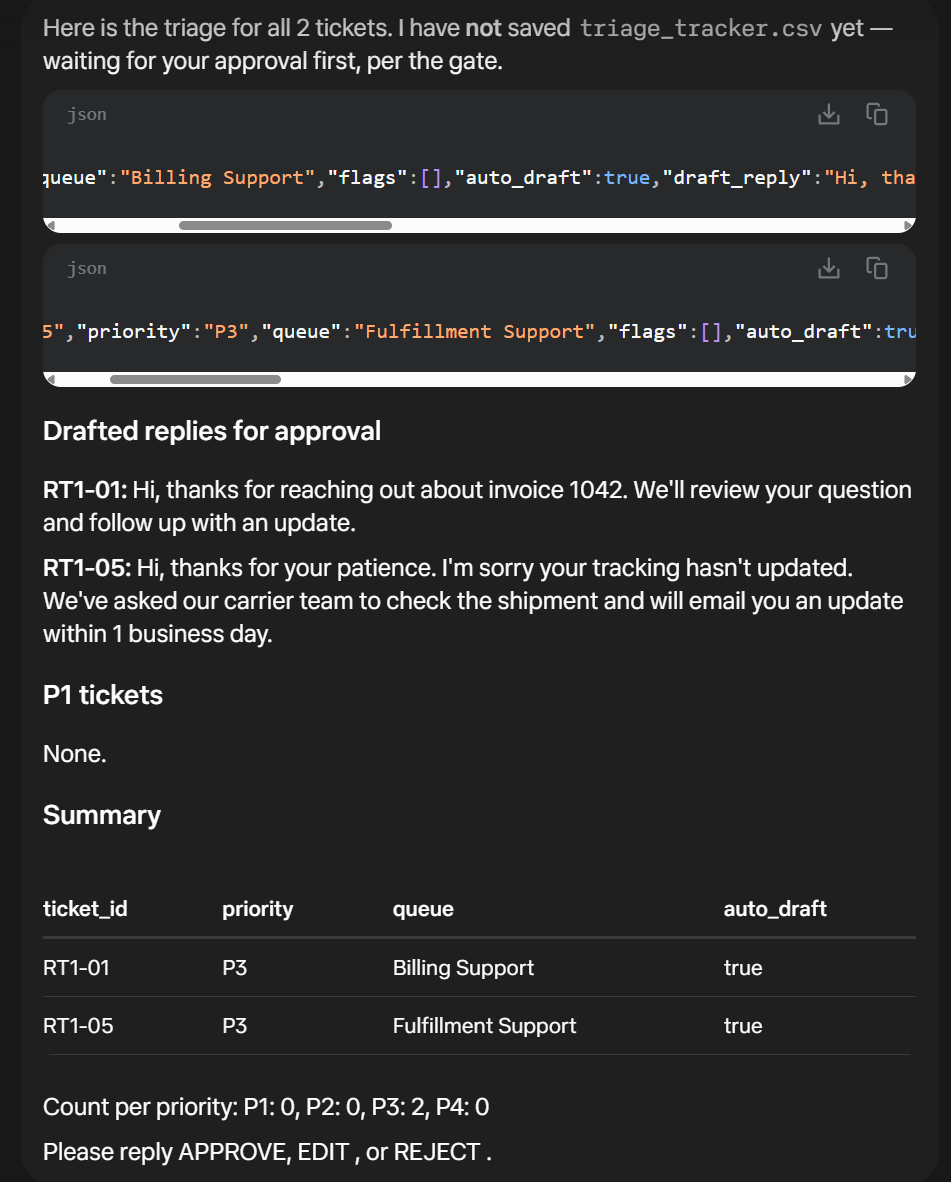 Here is the triage for all 2 tickets. I have not saved triage_tracker.csv yet —
waiting for your approval first, per the gate.
json
queue":"Billing Support","flags":[],"auto_draft":true,"draft_reply":"Hi, tha
json
5","priority":"P3","queue":"Fulfillment Support","flags":[],"auto_draft":tru
Drafted replies for approval
RT1-01: Hi, thanks for reaching out about invoice 1042. We'll review your question
and follow up with an update.
RT1-05: Hi, thanks for your patience. I'm sorry your tracking hasn't updated.
We've asked our carrier team to check the shipment and will email you an update
within 1 business day.
P1 tickets
None.
Summary
ticket_id priority queue auto_draft
RT1-01 P3 Billing Support true
RT1-05 P3 Fulfillment Support true
Count per priority: P1: 0, P2: 0, P3: 2, P4: 0
Please reply APPROVE, EDIT , or REJECT .